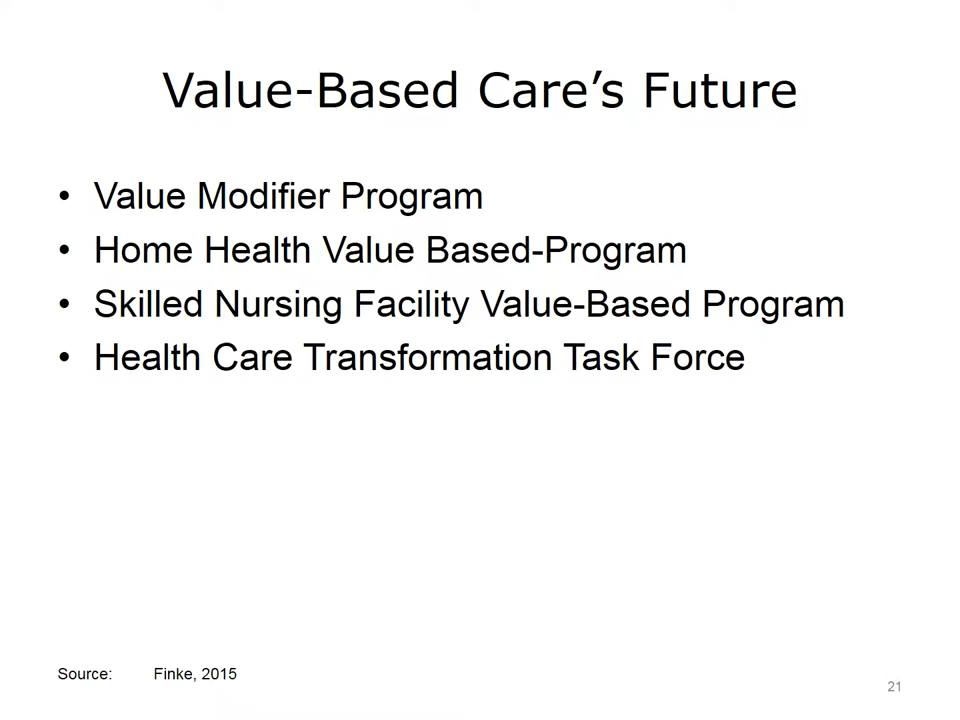 Value-Based Care’s Future
• Value Modifier Program
• Home Health Value Based-Program
• Skilled Nursing Facility Value-Based Program
• Health Care Transformation Task Force
Source: Finke, 2015
21